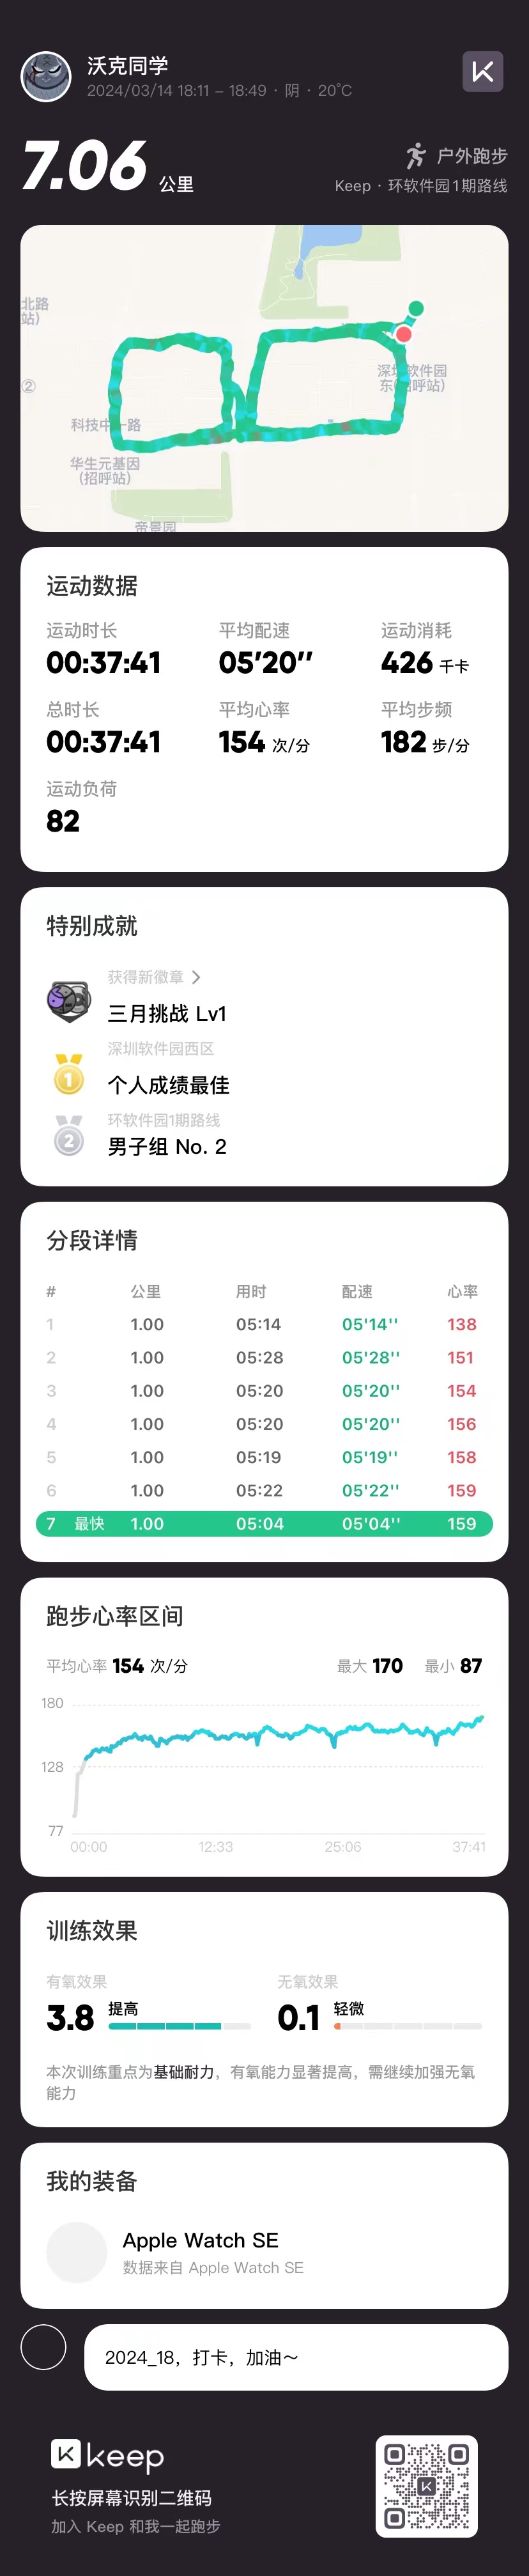 沃克同学
2024/03/14 18:11 – 18:49 · 阴 · 20°C
7.06 公里
户外跑步
Keep · 环软件园1期路线
北路
站)
②
深圳软件园
东(招呼站)
科技中一路
华生元基因
(招呼站)
帝景园
运动数据
运动时长 平均配速 运动消耗
00:37:41 05'20'' 426 千卡
总时长 平均心率 平均步频
00:37:41 154 次/分 182 步/分
运动负荷
82
特别成就
获得新徽章 >
三月挑战 Lv1
深圳软件园西区
1 个人成绩最佳
环软件园1期路线
2 男子组 No. 2
分段详情
# 公里 用时 配速 心率
1 1.00 05:14 05'14'' 138
2 1.00 05:28 05'28'' 151
3 1.00 05:20 05'20'' 154
4 1.00 05:20 05'20'' 156
5 1.00 05:19 05'19'' 158
6 1.00 05:22 05'22'' 159
7 最快 1.00 05:04 05'04'' 159
跑步心率区间
平均心率 154 次/分 最大 170 最小 87
180
128
77
00:00 12:33 25:06 37:41
训练效果
有氧效果 无氧效果
3.8 提高 0.1 轻微
本次训练重点为基础耐力，有氧能力显著提高，需继续加强无氧
能力
我的装备
Apple Watch SE
数据来自 Apple Watch SE
2024_18，打卡，加油～
keep
长按屏幕识别二维码
加入 Keep 和我一起跑步